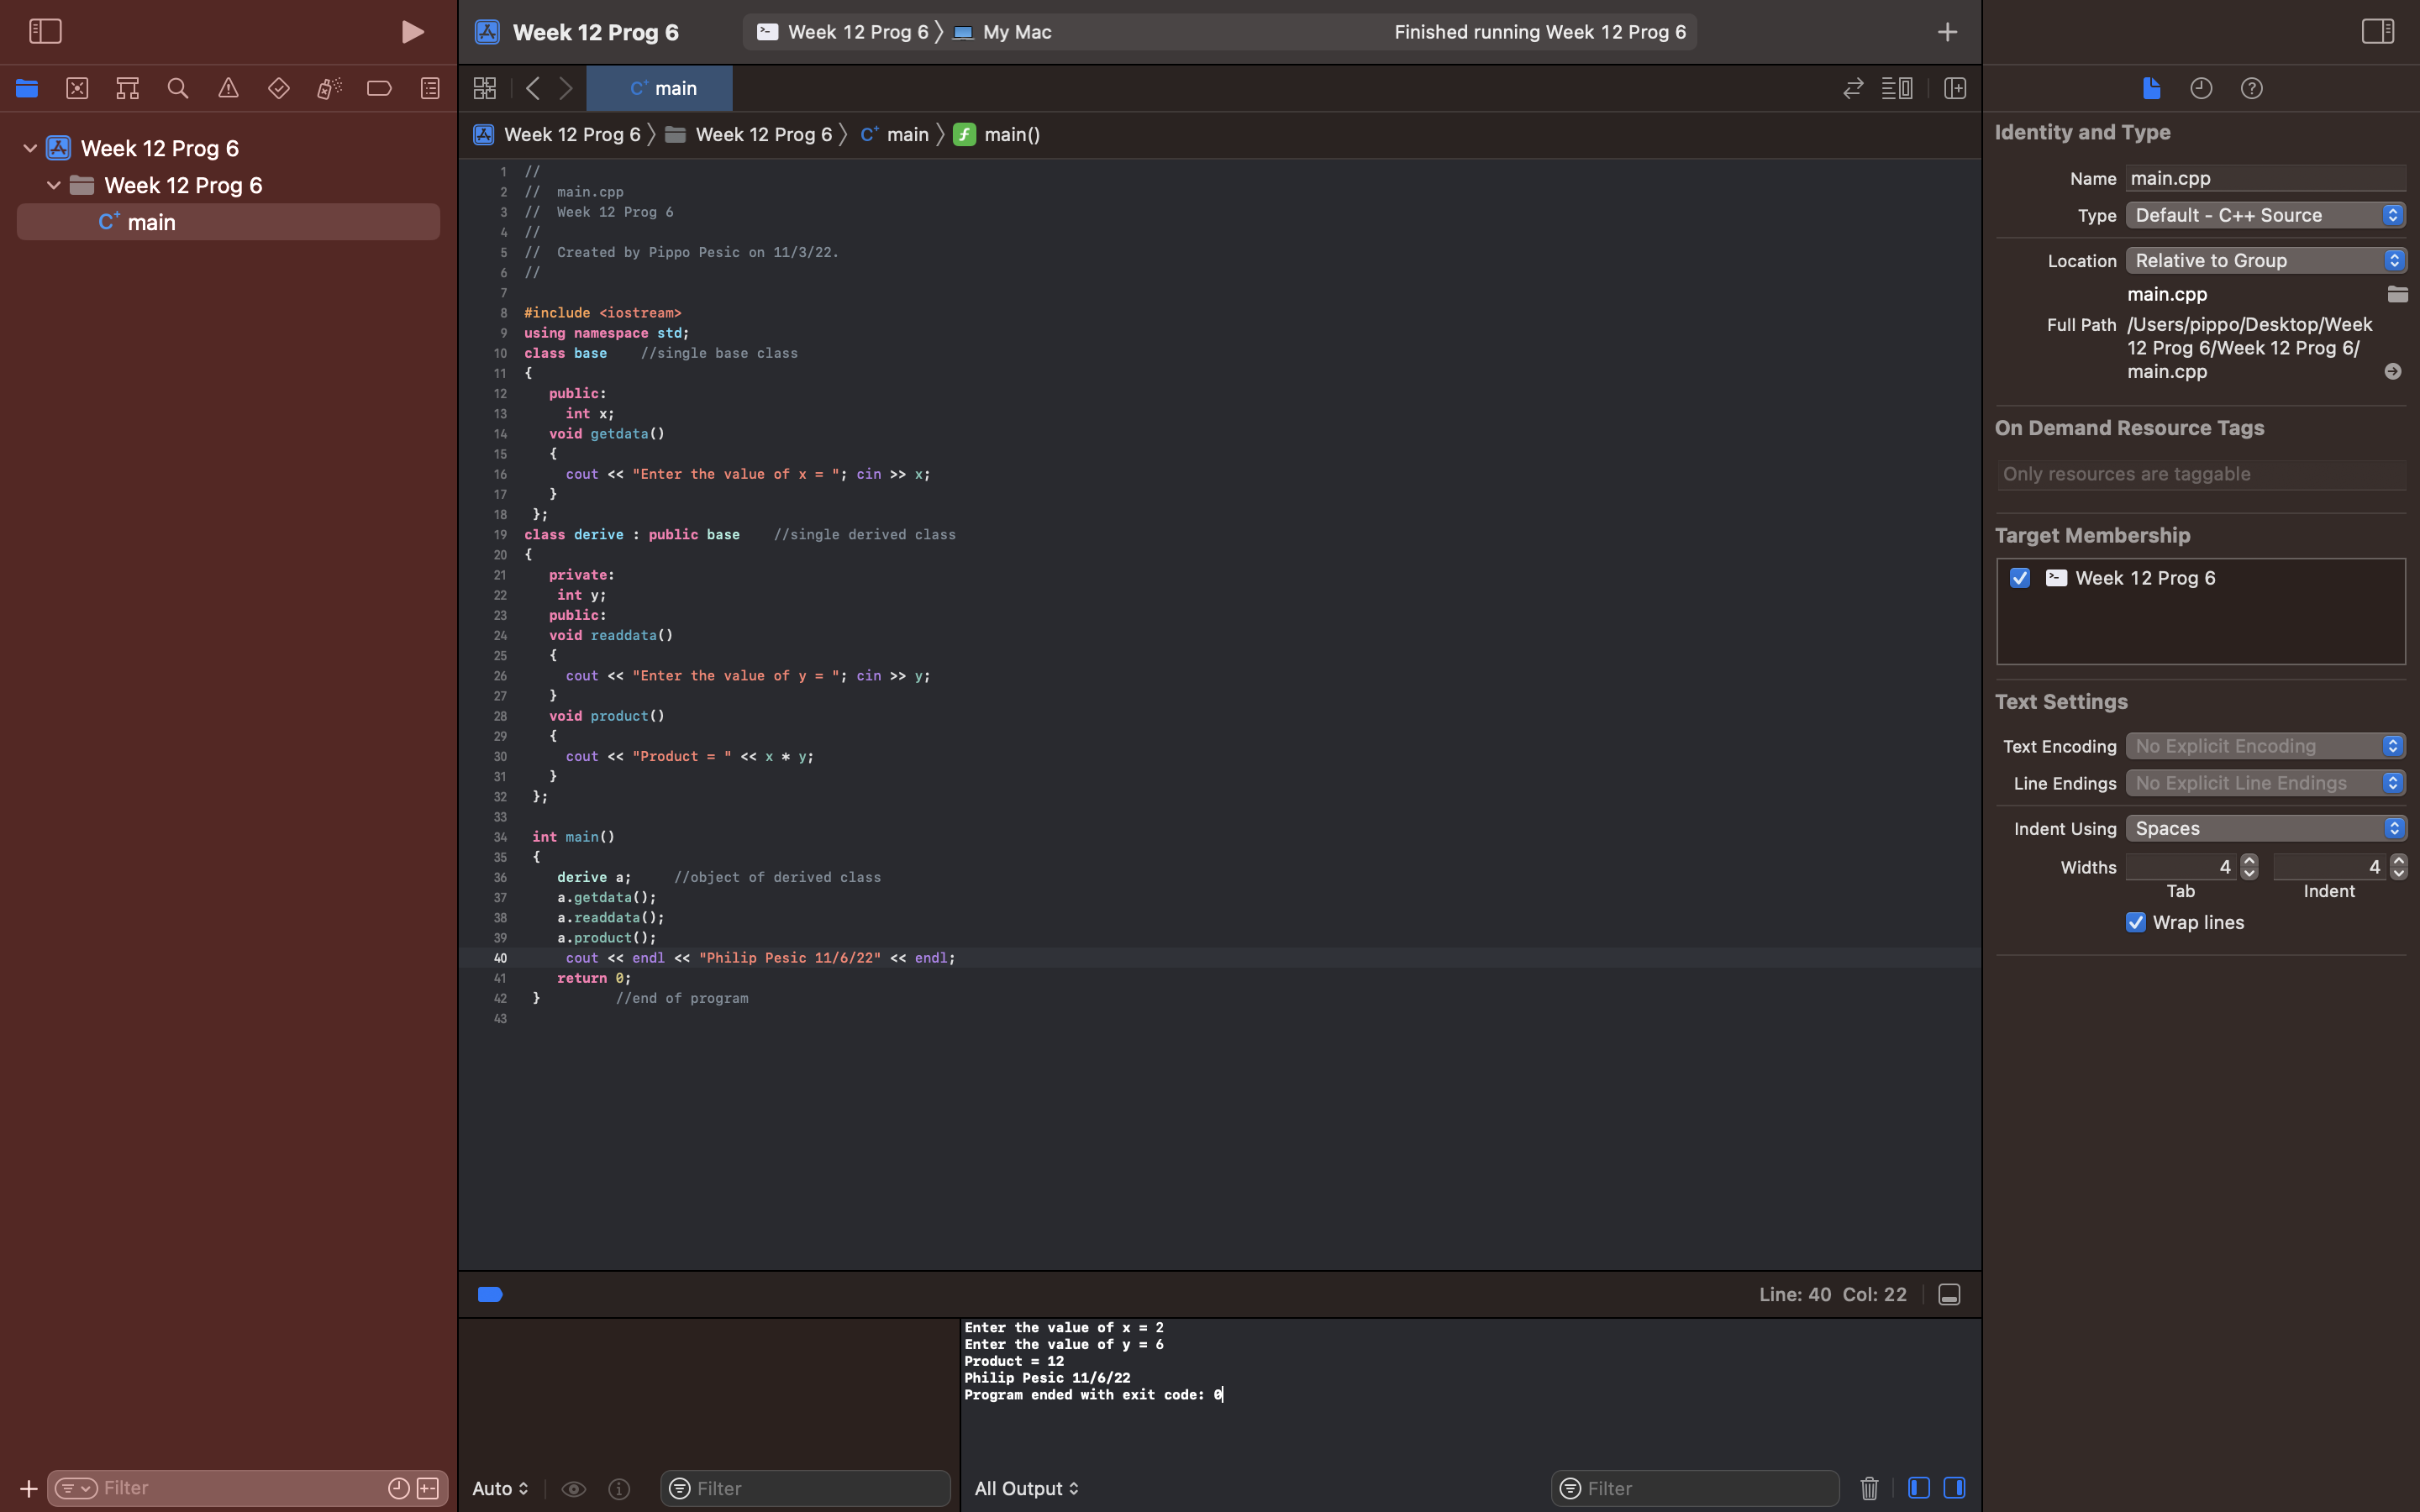 Week 12 Prog 6
Week 12 Prog 6
main
Filter
Week 12 Prog 6
Week 12 Prog 6 〉 My Mac
Finished running Week 12 Prog 6
main
Week 12 Prog 6 〉 Week 12 Prog 6 〉 main 〉 main()
1 //
2 //  main.cpp
3 //  Week 12 Prog 6
4 //
5 //  Created by Pippo Pesic on 11/3/22.
6 //
7
8 #include <iostream>
9 using namespace std;
10 class base    //single base class
11 {
12    public:
13      int x;
14    void getdata()
15    {
16      cout << "Enter the value of x = "; cin >> x;
17    }
18  };
19 class derive : public base    //single derived class
20 {
21    private:
22     int y;
23    public:
24    void readdata()
25    {
26      cout << "Enter the value of y = "; cin >> y;
27    }
28    void product()
29    {
30      cout << "Product = " << x * y;
31    }
32  };
33
34  int main()
35  {
36     derive a;     //object of derived class
37     a.getdata();
38     a.readdata();
39     a.product();
40      cout << endl << "Philip Pesic 11/6/22" << endl;
41     return 0;
42  }         //end of program
43
Line: 40 Col: 22
Auto
Filter
Enter the value of x = 2
Enter the value of y = 6
Product = 12
Philip Pesic 11/6/22
Program ended with exit code: 0
All Output
Filter
Identity and Type
Name main.cpp
Type Default - C++ Source
Location Relative to Group
main.cpp
Full Path /Users/pippo/Desktop/Week
12 Prog 6/Week 12 Prog 6/
main.cpp
On Demand Resource Tags
Only resources are taggable
Target Membership
Week 12 Prog 6
Text Settings
Text Encoding No Explicit Encoding
Line Endings No Explicit Line Endings
Indent Using Spaces
Widths 4 4
Tab Indent
Wrap lines